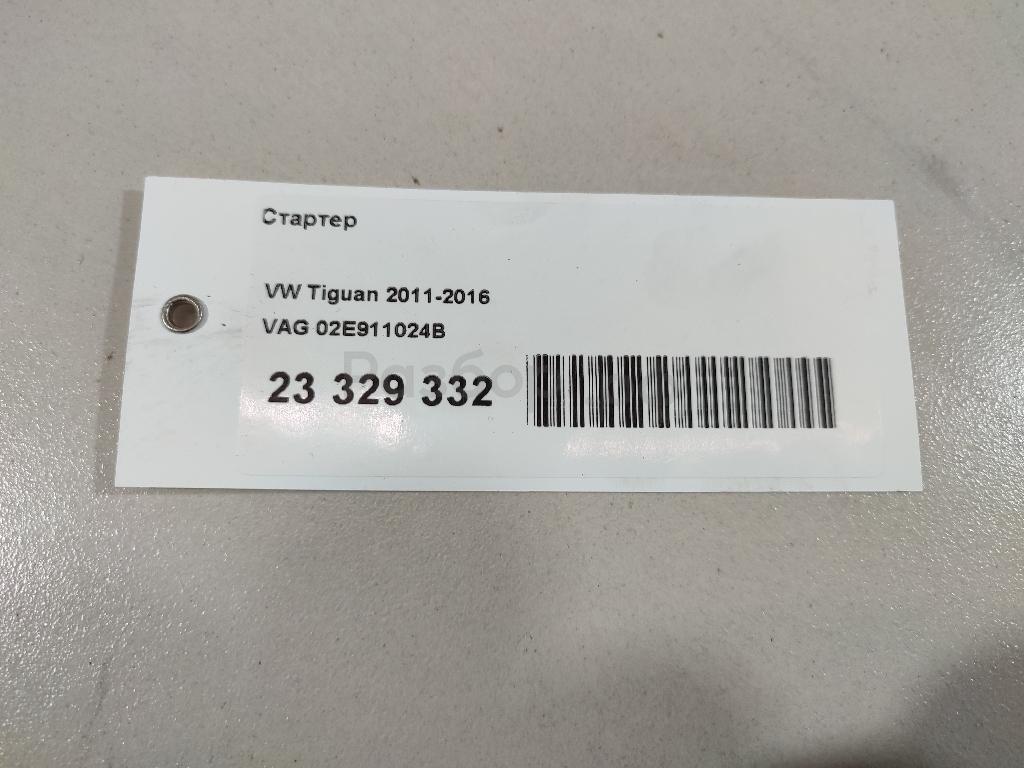 Стартер
VW Tiguan 2011-2016
VAG 02E911024B
23 329 332